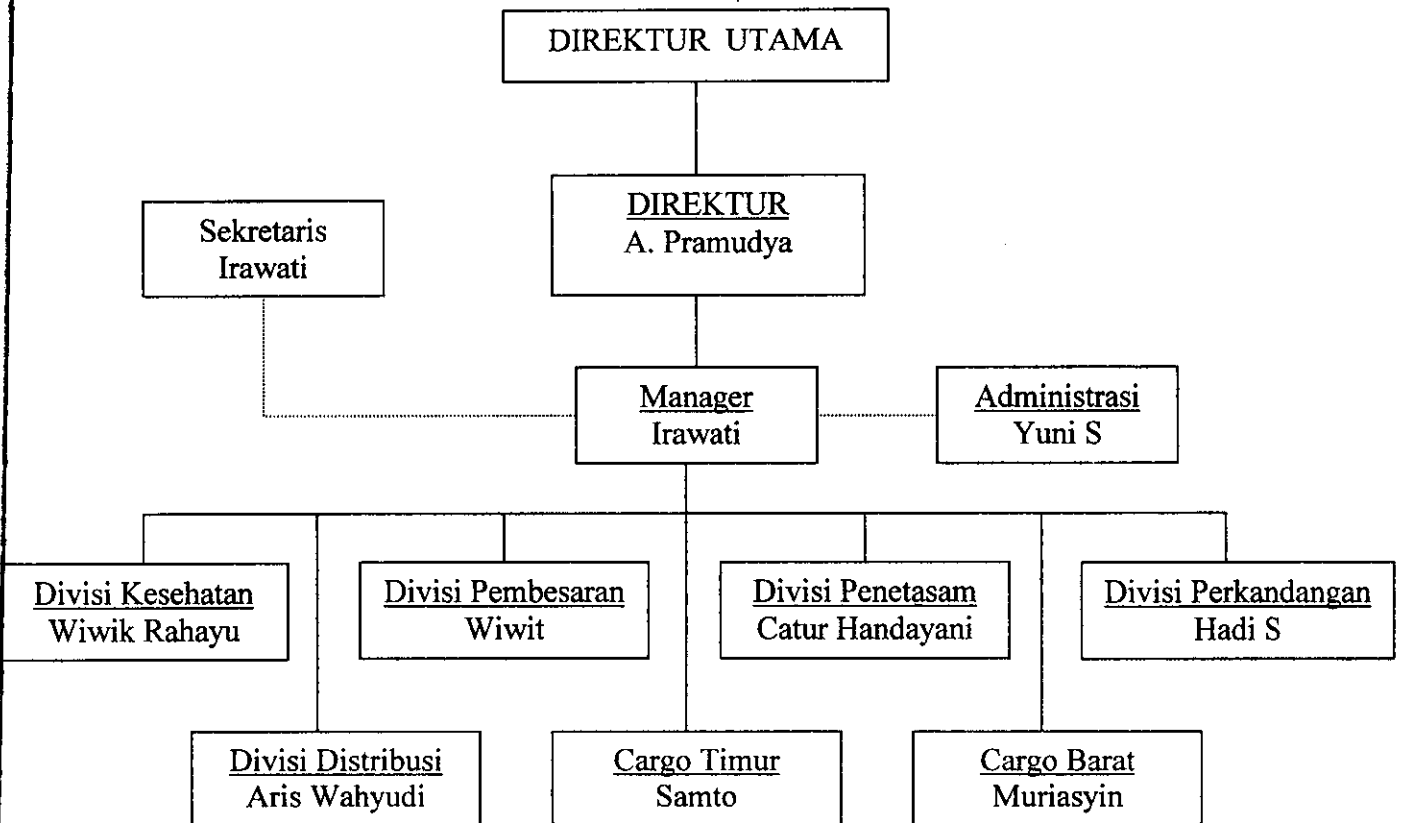 DIREKTUR UTAMA
DIREKTUR
A. Pramudya
Sekretaris
Irawati
Manager
Irawati
Administrasi
Yuni S
Divisi Kesehatan
Wiwik Rahayu
Divisi Pembesaran
Wiwit
Divisi Penetasam
Catur Handayani
Divisi Perkandangan
Hadi S
Divisi Distribusi
Aris Wahyudi
Cargo Timur
Samto
Cargo Barat
Muriasyin